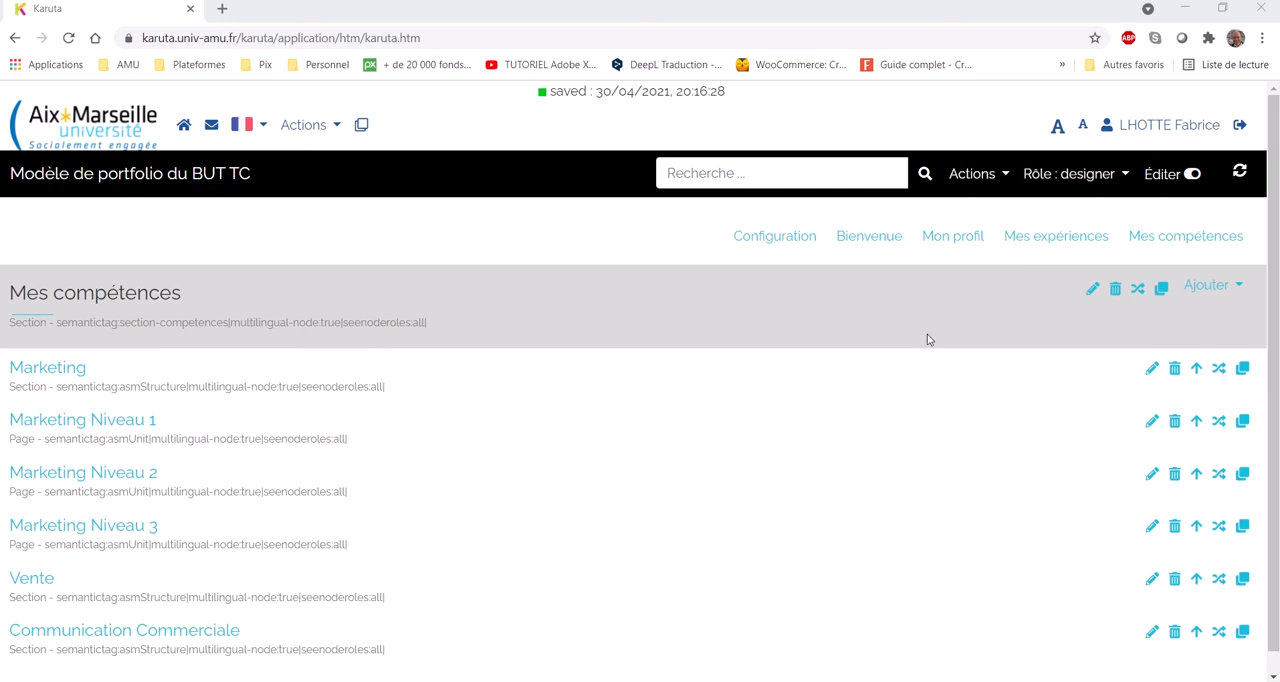 Karuta
karuta.univ-amu.fr/karuta/application/htm/karuta.htm
ABP
Applications AMU Plateformes Pix Personnel px + de 20 000 fonds... TUTORIEL Adobe X... DeepL Traduction -... WooCommerce: Cr... F Guide complet - Cr... » Autres favoris Liste de lecture
saved : 30/04/2021, 20:16:28
Aix*Marseille
université
Socialement engagée
Actions
A A LHOTTE Fabrice
Modèle de portfolio du BUT TC Recherche ... Actions Rôle : designer Éditer
Configuration Bienvenue Mon profil Mes expériences Mes compétences
Mes compétences Ajouter
Section - semantictag:section-competences|multilingual-node:true|seenoderoles:all|
Marketing
Section - semantictag:asmStructure|multilingual-node:true|seenoderoles:all|
Marketing Niveau 1
Page - semantictag:asmUnit|multilingual-node:true|seenoderoles:all|
Marketing Niveau 2
Page - semantictag:asmUnit|multilingual-node:true|seenoderoles:all|
Marketing Niveau 3
Page - semantictag:asmUnit|multilingual-node:true|seenoderoles:all|
Vente
Section - semantictag:asmStructure|multilingual-node:true|seenoderoles:all|
Communication Commerciale
Section - semantictag:asmStructure|multilingual-node:true|seenoderoles:all|